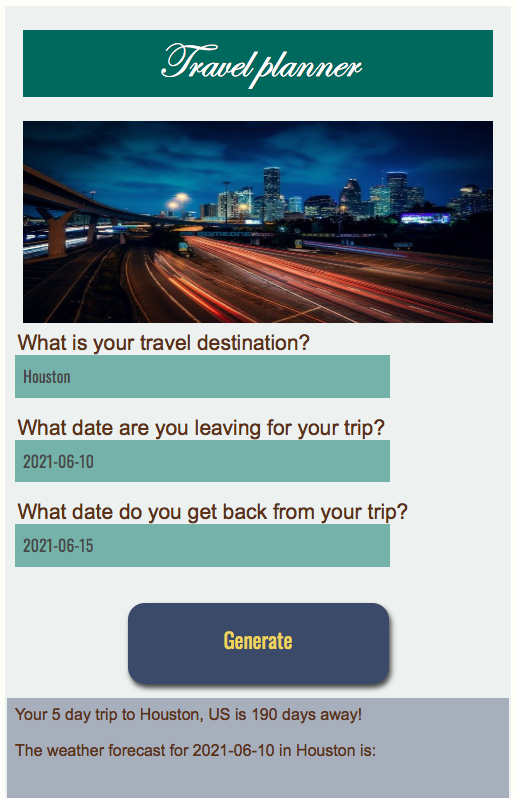 Travel planner
What is your travel destination?
Houston
What date are you leaving for your trip?
2021-06-10
What date do you get back from your trip?
2021-06-15
Generate
Your 5 day trip to Houston, US is 190 days away!
The weather forecast for 2021-06-10 in Houston is: